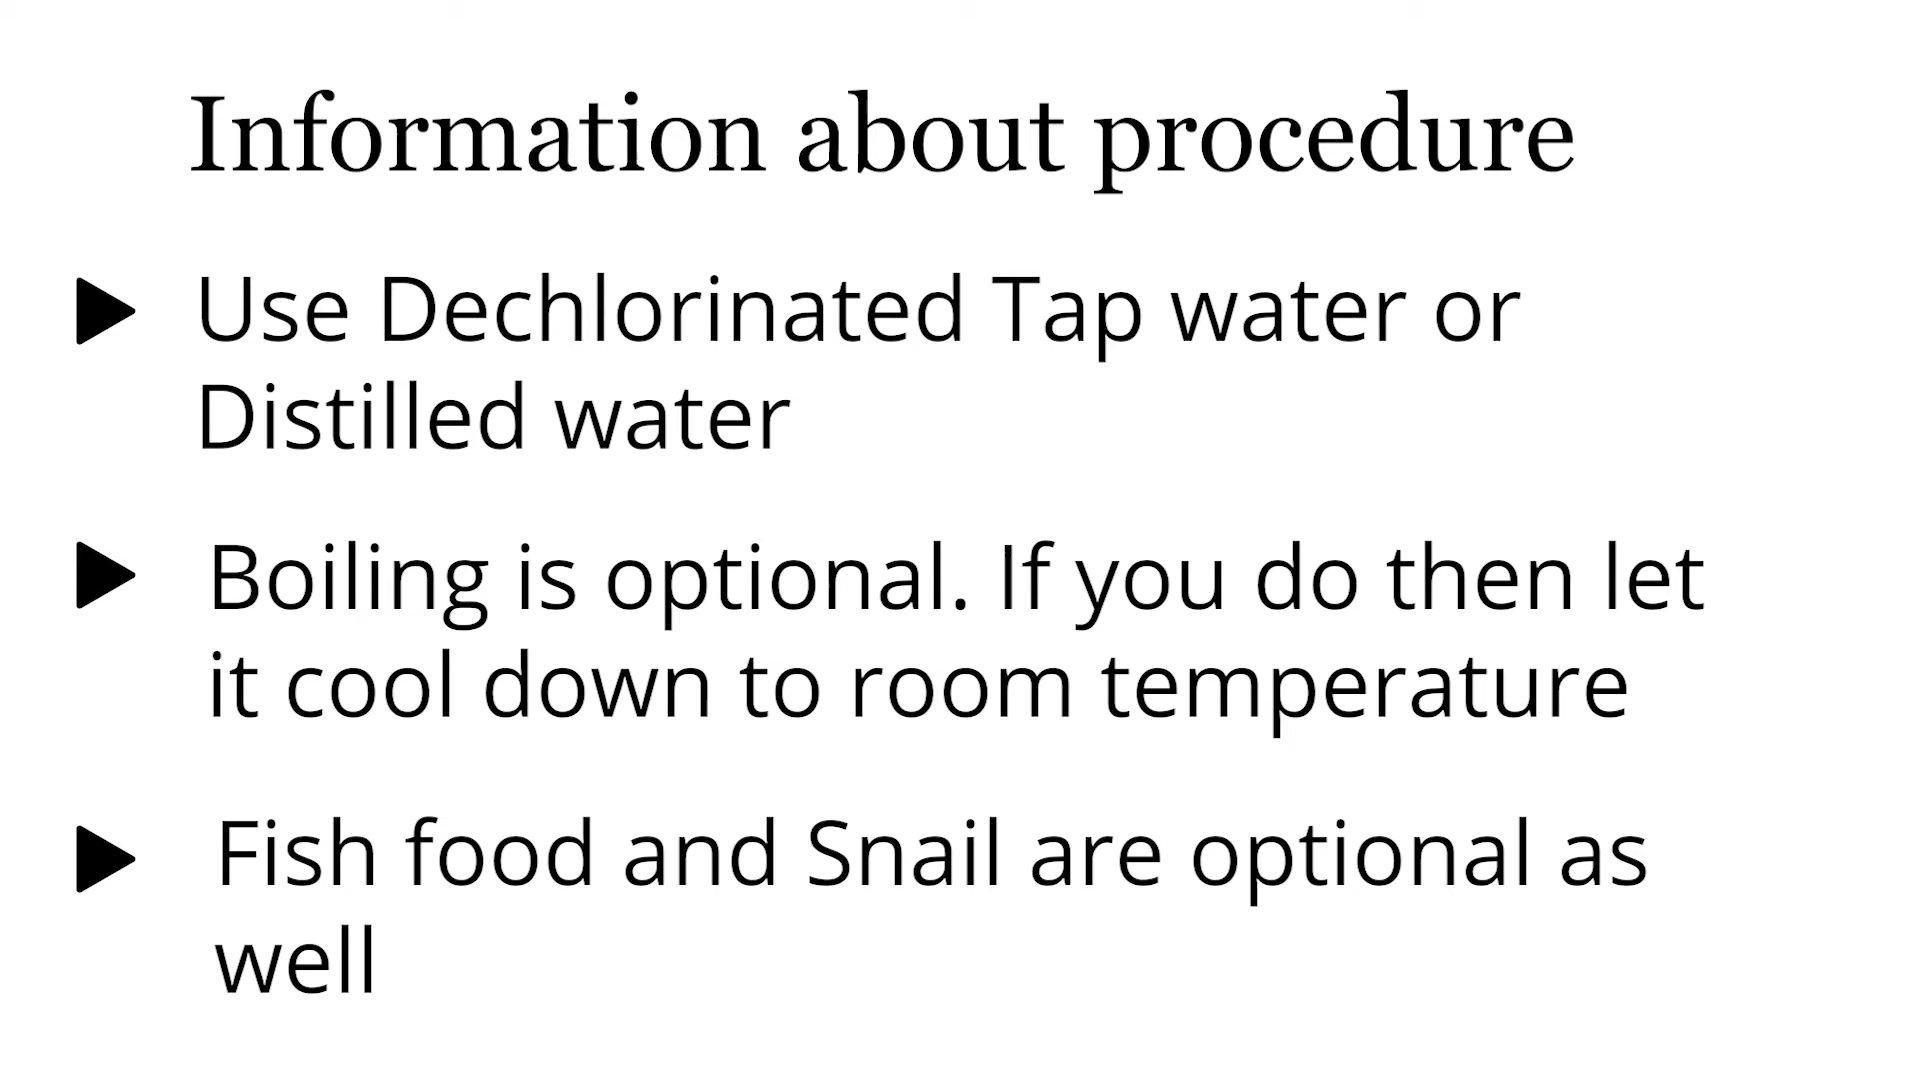 Information about procedure
Use Dechlorinated Tap water or
Distilled water
Boiling is optional. If you do then let
it cool down to room temperature
Fish food and Snail are optional as
well